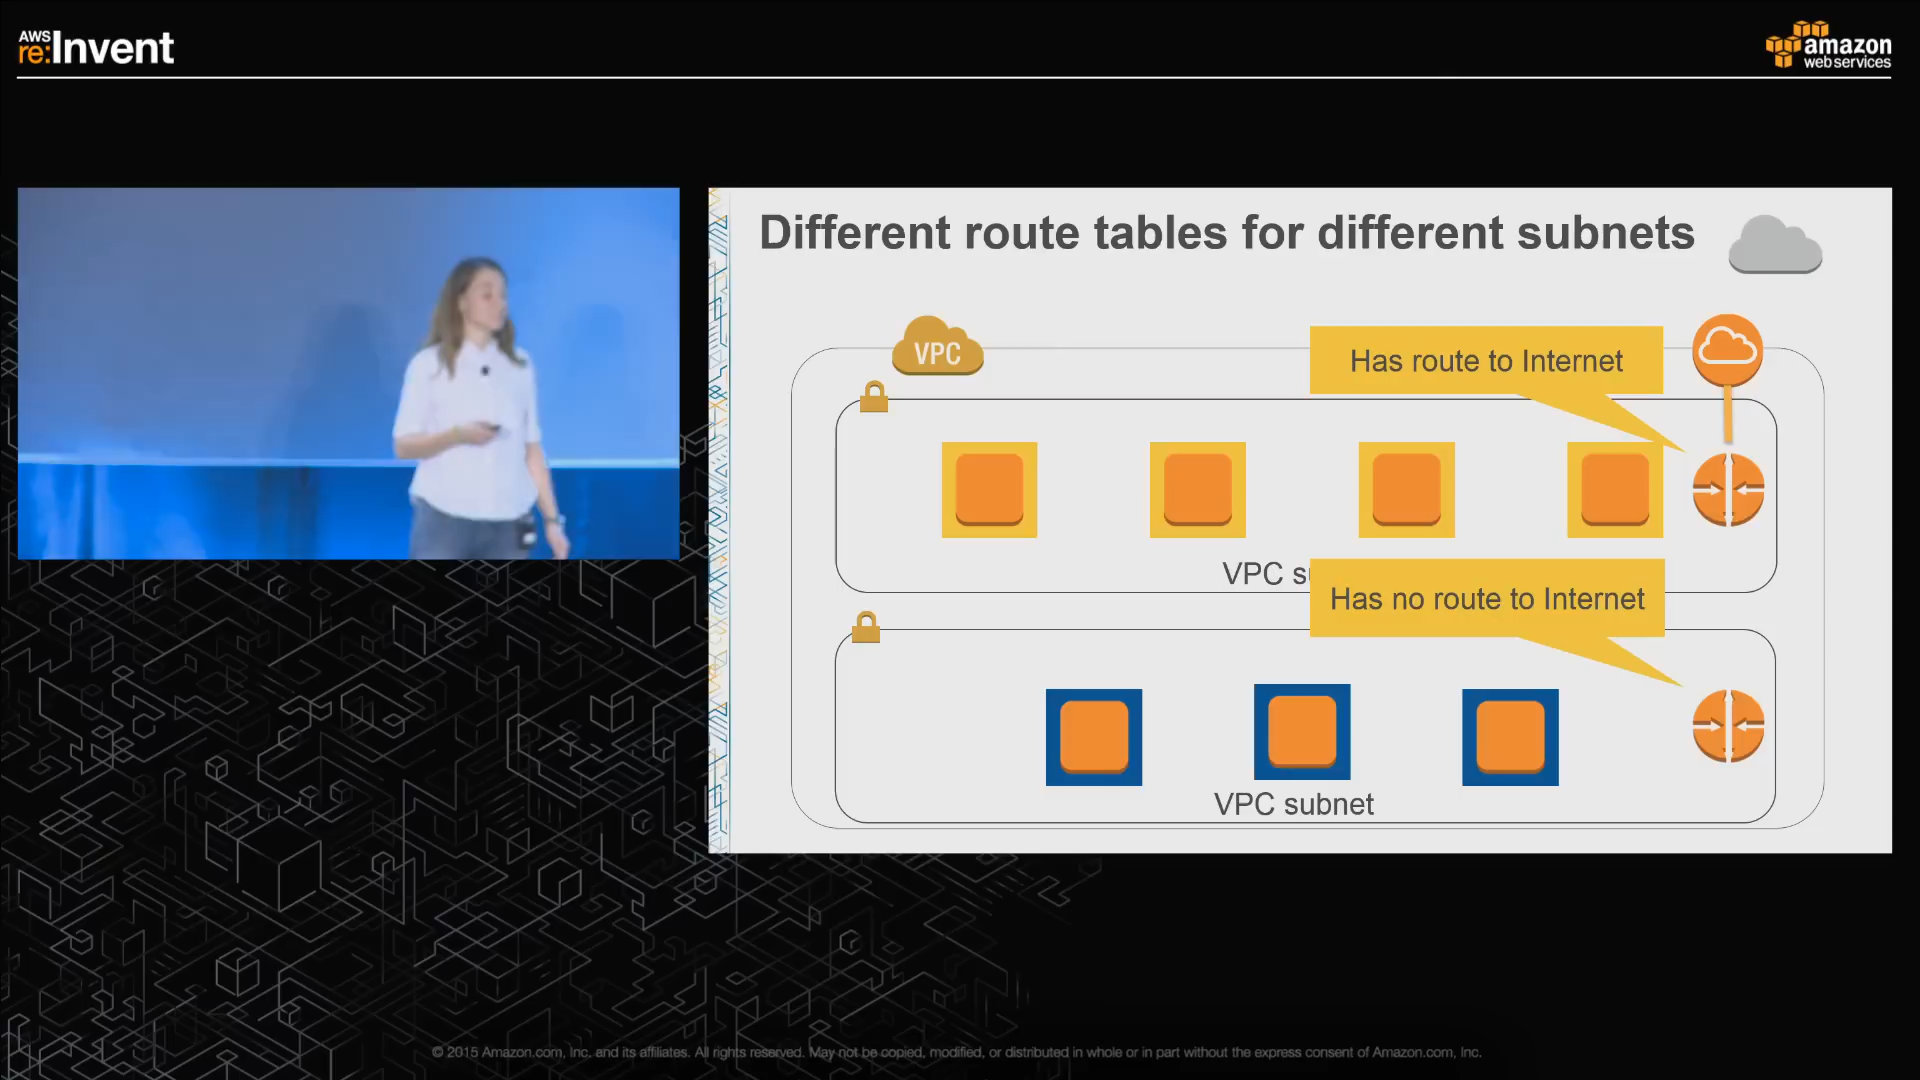 AWS
re:Invent
amazon
web services
Different route tables for different subnets
VPC
Has route to Internet
VPC su
Has no route to Internet
VPC subnet
© 2015 Amazon.com, Inc. and its affiliates. All rights reserved. May not be copied, modified, or distributed in whole or in part without the express consent of Amazon.com, Inc.